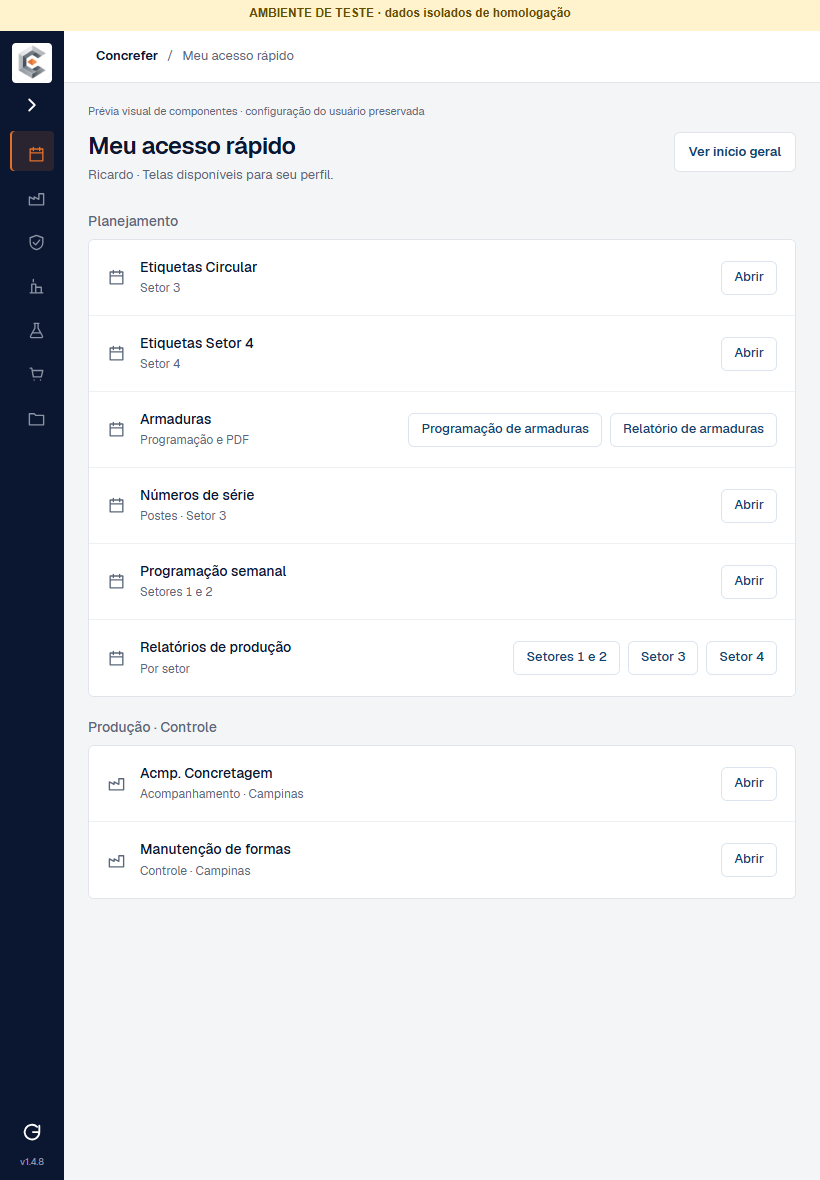 AMBIENTE DE TESTE · dados isolados de homologação
Concrefer / Meu acesso rápido
Prévia visual de componentes · configuração do usuário preservada
Meu acesso rápido
Ver início geral
Ricardo · Telas disponíveis para seu perfil.
Planejamento
Etiquetas Circular
Setor 3
Abrir
Etiquetas Setor 4
Setor 4
Abrir
Armaduras
Programação e PDF
Programação de armaduras
Relatório de armaduras
Números de série
Postes · Setor 3
Abrir
Programação semanal
Setores 1 e 2
Abrir
Relatórios de produção
Por setor
Setores 1 e 2
Setor 3
Setor 4
Produção · Controle
Acmp. Concretagem
Acompanhamento · Campinas
Abrir
Manutenção de formas
Controle · Campinas
Abrir
v1.4.8